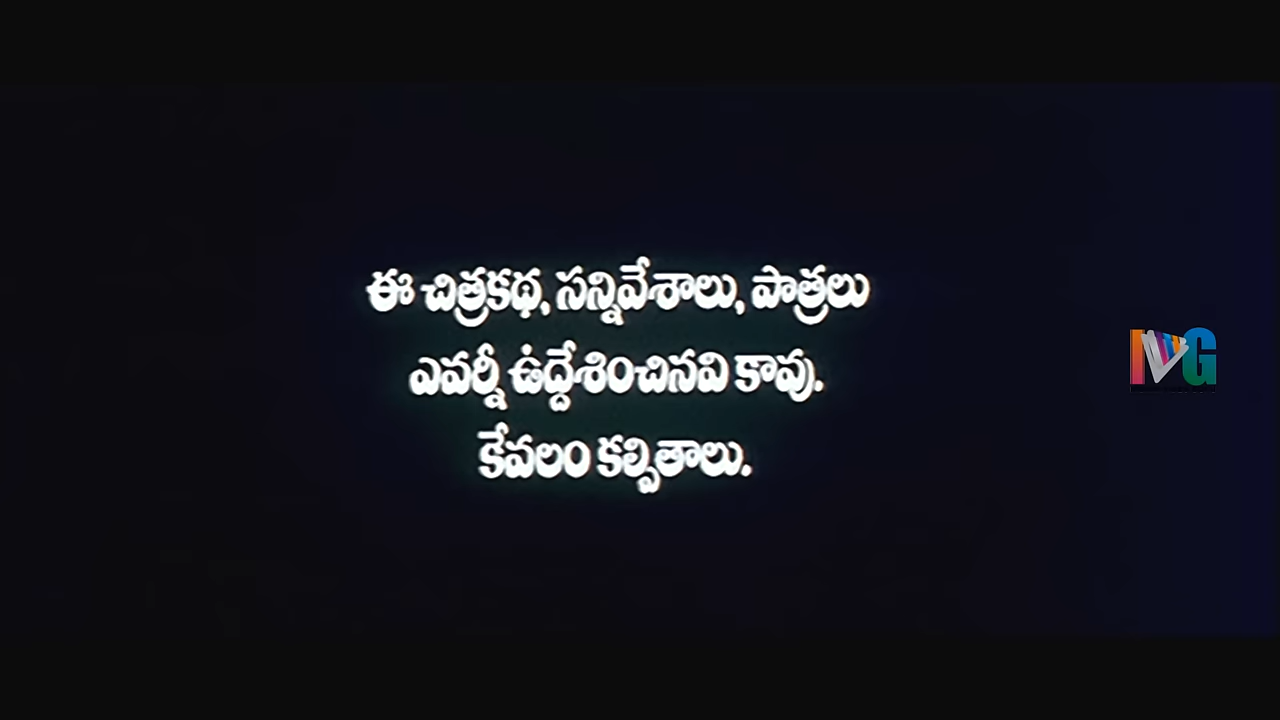 ఈ చిత్రకథ, సన్నివేశాలు, పాత్రలు
ఎవర్నీ ఉద్దేశించినవి కావు.
కేవలం కల్పితాలు.